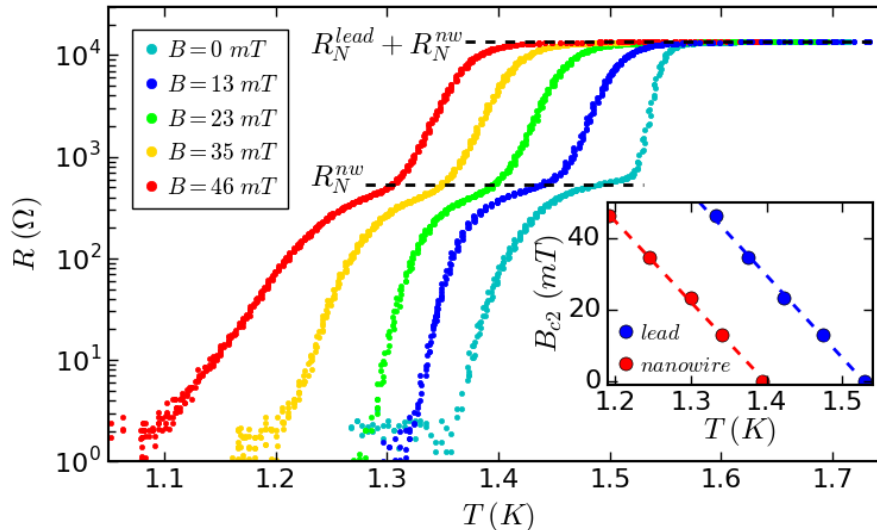 R_N^{lead} + R_N^{nw}
B = 0 mT
B = 13 mT
B = 23 mT
B = 35 mT
B = 46 mT
R_N^{nw}
R (Ω)
10^4
10^3
10^2
10^1
10^0
1.1 1.2 1.3 1.4 1.5 1.6 1.7
T (K)
B_{c2} (mT)
40
20
0
lead
nanowire
1.2 1.3 1.4 1.5
T (K)